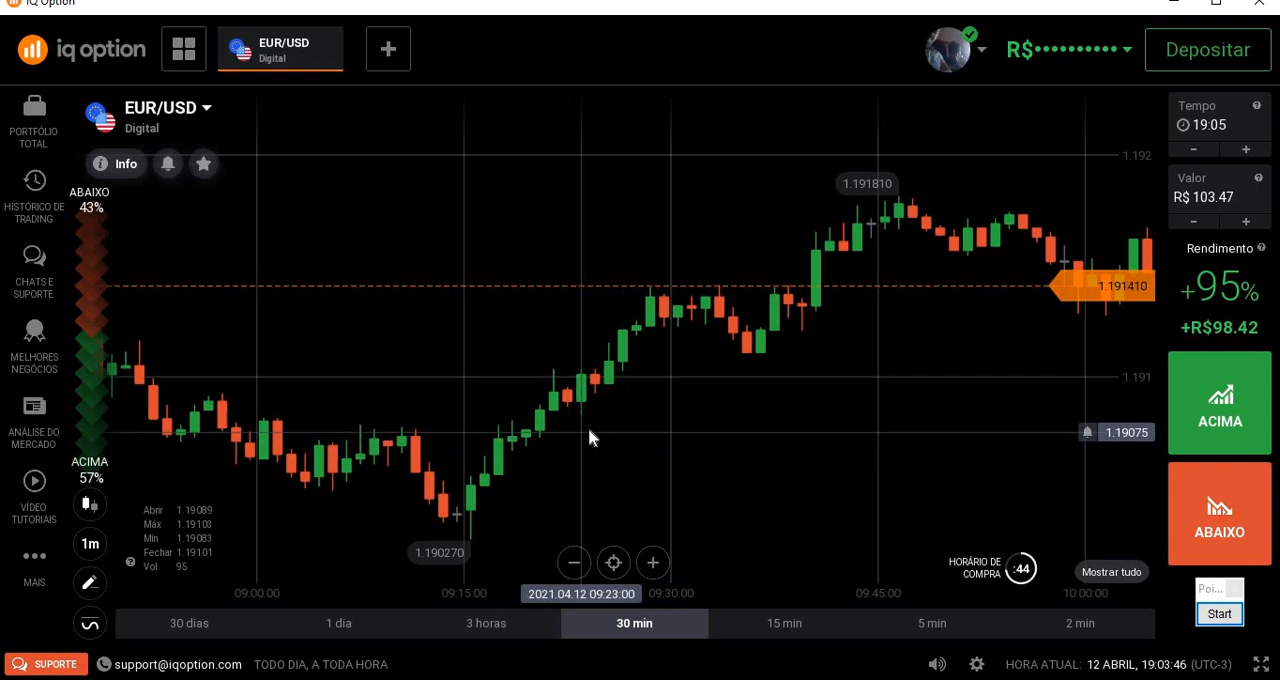 IQ Option
iq option
EUR/USD
Digital
R$••••••••••
Depositar
EUR/USD
Digital
Info
PORTFÓLIO
TOTAL
HISTÓRICO DE
TRADING
CHATS E
SUPORTE
MELHORES
NEGÓCIOS
ANÁLISE DO
MERCADO
VÍDEO
TUTORIAIS
MAIS
ABAIXO
43%
ACIMA
57%
1m
Abrir 1.19089
Máx 1.19103
Mín 1.19083
Fechar 1.19101
Vol. 95
1.191810
1.190270
1.192
1.191410
1.191
1.19075
HORÁRIO DE
COMPRA
:44
Mostrar tudo
09:00:00
09:15:00
2021.04.12 09:23:00
09:30:00
09:45:00
10:00:00
30 dias
1 dia
3 horas
30 min
15 min
5 min
2 min
Tempo
19:05
- +
Valor
R$ 103.47
- +
Rendimento
+95%
+R$98.42
ACIMA
ABAIXO
Poi...
Start
SUPORTE
support@iqoption.com
TODO DIA, A TODA HORA
HORA ATUAL: 12 ABRIL, 19:03:46 (UTC-3)